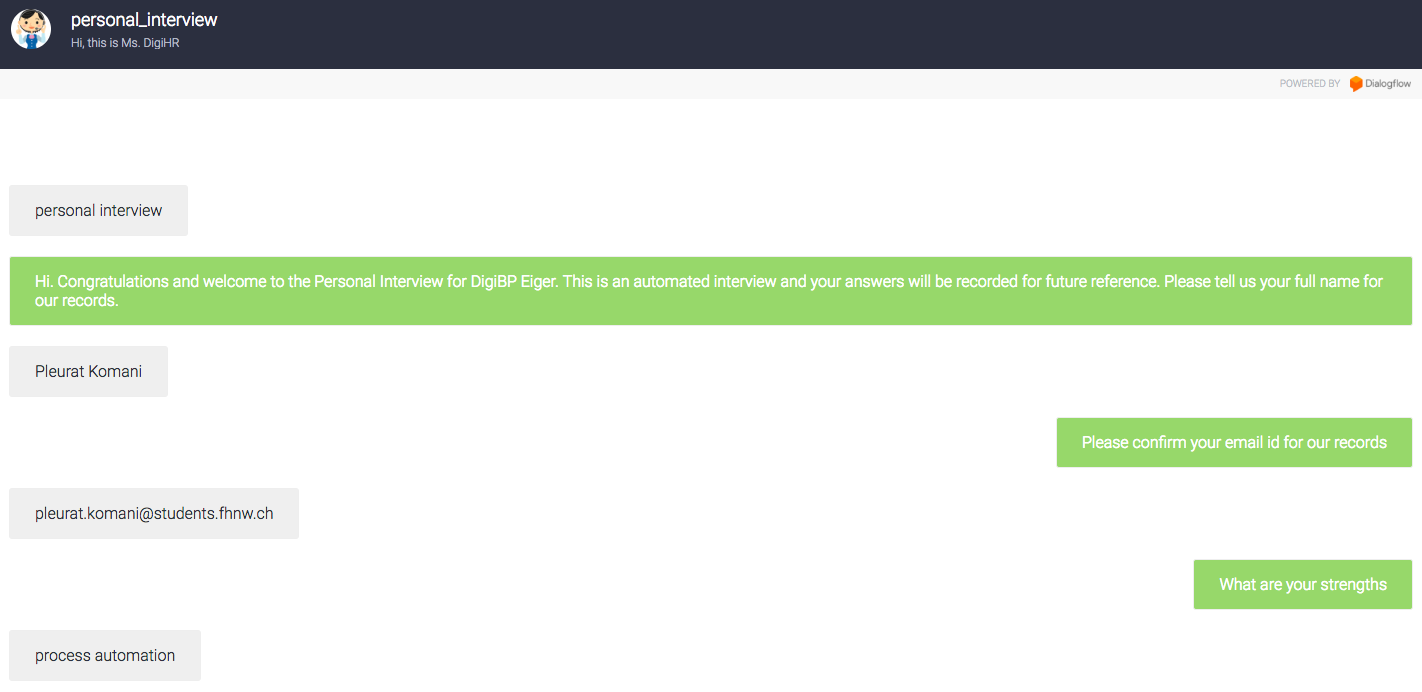 personal_interview
Hi, this is Ms. DigiHR
POWERED BY Dialogflow
personal interview
Hi. Congratulations and welcome to the Personal Interview for DigiBP Eiger. This is an automated interview and your answers will be recorded for future reference. Please tell us your full name for
our records.
Pleurat Komani
Please confirm your email id for our records
pleurat.komani@students.fhnw.ch
What are your strengths
process automation